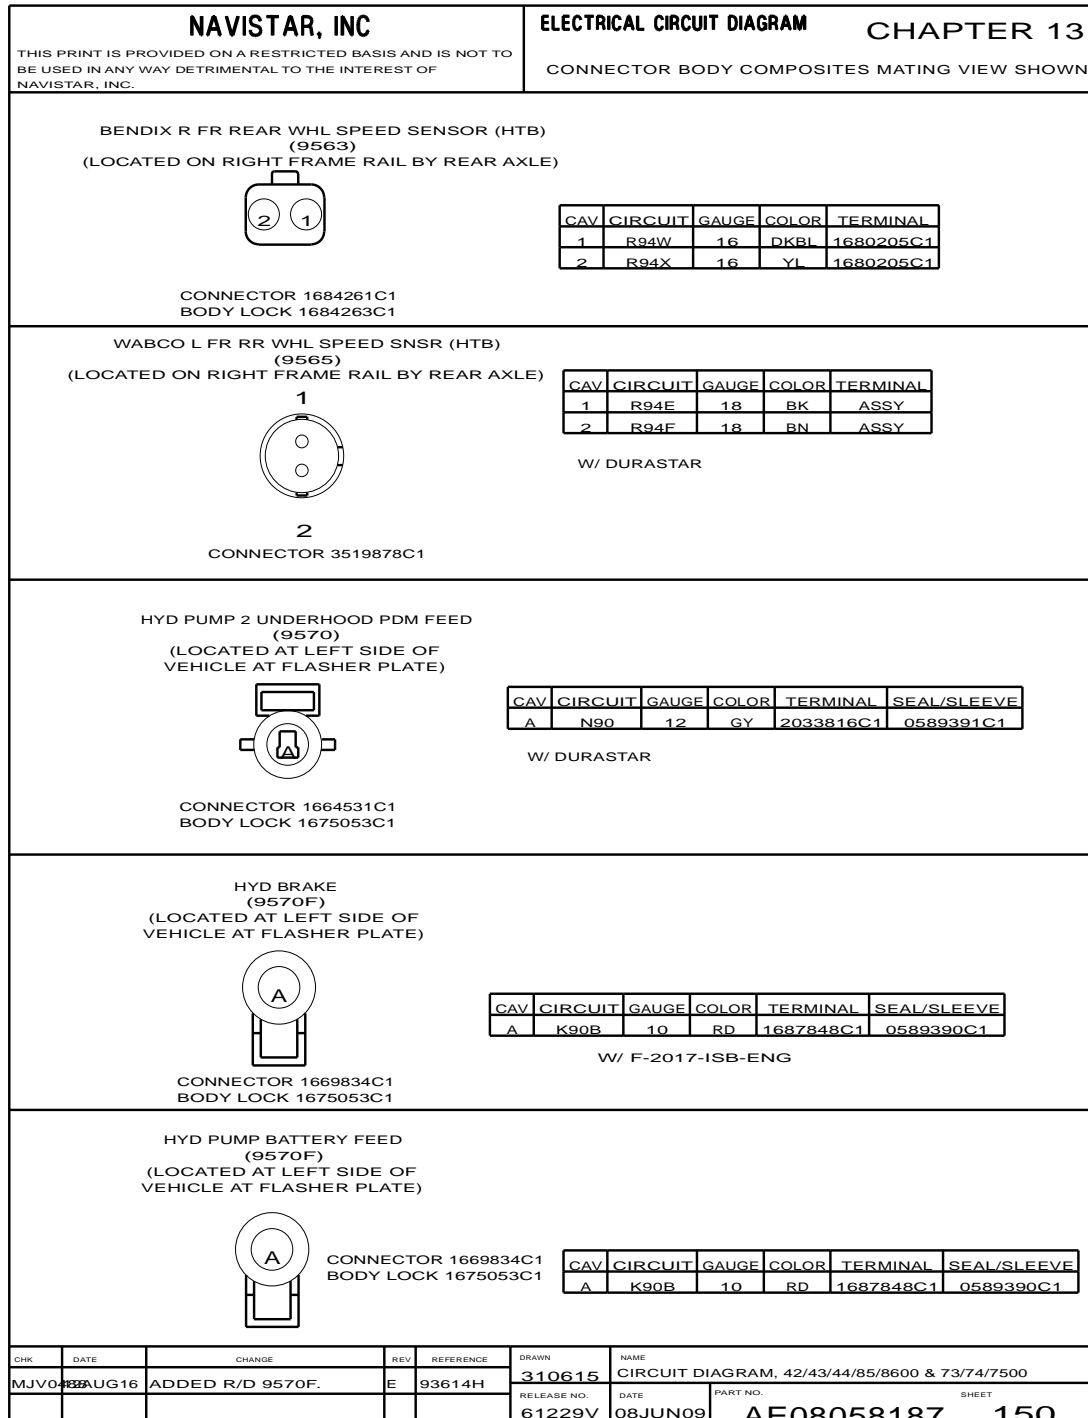 NAVISTAR, INC
THIS PRINT IS PROVIDED ON A RESTRICTED BASIS AND IS NOT TO
BE USED IN ANY WAY DETRIMENTAL TO THE INTEREST OF
NAVISTAR, INC.
ELECTRICAL CIRCUIT DIAGRAM
CHAPTER 13
CONNECTOR BODY COMPOSITES MATING VIEW SHOWN
BENDIX R FR REAR WHL SPEED SENSOR (HTB)
(9563)
(LOCATED ON RIGHT FRAME RAIL BY REAR AXLE)
2 1
CONNECTOR 1684261C1
BODY LOCK 1684263C1
CAV CIRCUIT GAUGE COLOR TERMINAL
1 R94W 16 DKBL 1680205C1
2 R94X 16 YL 1680205C1
WABCO L FR RR WHL SPEED SNSR (HTB)
(9565)
(LOCATED ON RIGHT FRAME RAIL BY REAR AXLE)
1
2
CONNECTOR 3519878C1
CAV CIRCUIT GAUGE COLOR TERMINAL
1 R94E 18 BK ASSY
2 R94F 18 BN ASSY
W/ DURASTAR
HYD PUMP 2 UNDERHOOD PDM FEED
(9570)
(LOCATED AT LEFT SIDE OF
VEHICLE AT FLASHER PLATE)
A
CONNECTOR 1664531C1
BODY LOCK 1675053C1
CAV CIRCUIT GAUGE COLOR TERMINAL SEAL/SLEEVE
A N90 12 GY 2033816C1 0589391C1
W/ DURASTAR
HYD BRAKE
(9570F)
(LOCATED AT LEFT SIDE OF
VEHICLE AT FLASHER PLATE)
A
CONNECTOR 1669834C1
BODY LOCK 1675053C1
CAV CIRCUIT GAUGE COLOR TERMINAL SEAL/SLEEVE
A K90B 10 RD 1687848C1 0589390C1
W/ F-2017-ISB-ENG
HYD PUMP BATTERY FEED
(9570F)
(LOCATED AT LEFT SIDE OF
VEHICLE AT FLASHER PLATE)
A
CONNECTOR 1669834C1
BODY LOCK 1675053C1
CAV CIRCUIT GAUGE COLOR TERMINAL SEAL/SLEEVE
A K90B 10 RD 1687848C1 0589390C1
CHK DATE CHANGE REV REFERENCE
ADDED R/D 9570F. E 93614H
DRAWN
310615
NAME
CIRCUIT DIAGRAM, 42/43/44/85/8600 & 73/74/7500
RELEASE NO.
61229V
DATE
08JUN09
PART NO.
AE08058187
SHEET
150